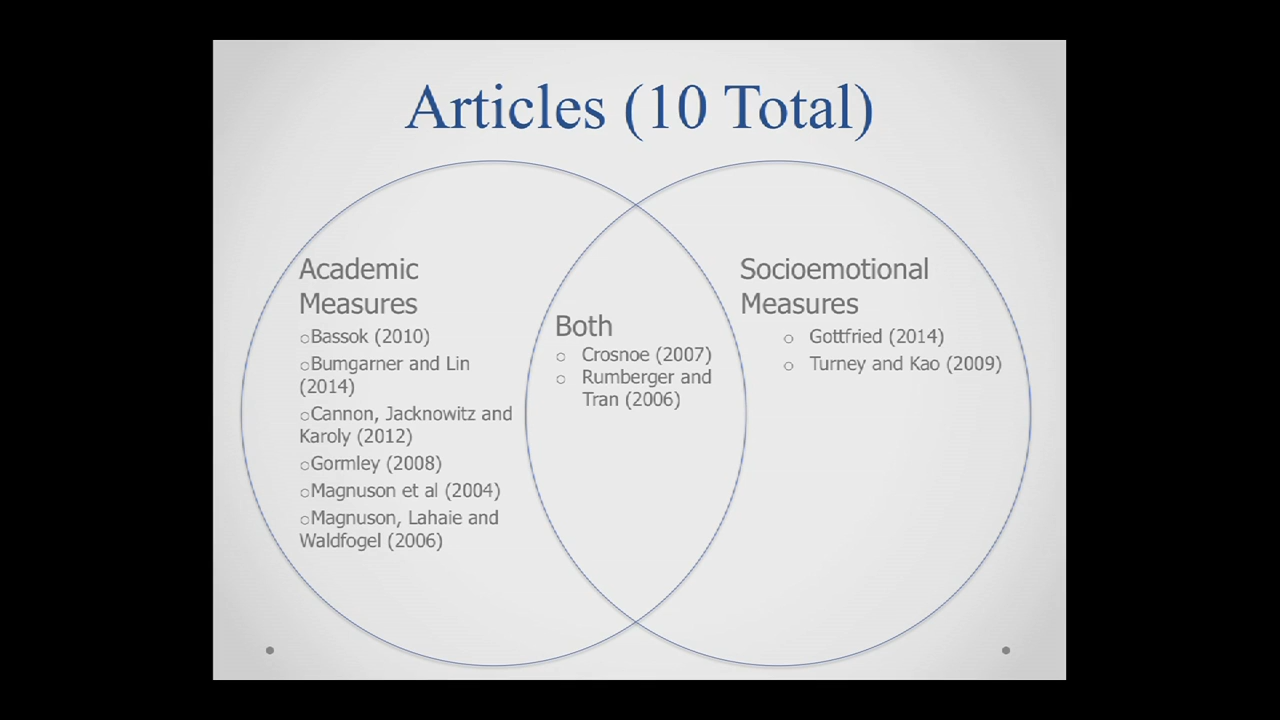 Articles (10 Total)
Academic
Measures
○Bassok (2010)
○Bumgarner and Lin
(2014)
○Cannon, Jacknowitz and
Karoly (2012)
○Gormley (2008)
○Magnuson et al (2004)
○Magnuson, Lahaie and
Waldfogel (2006)
Both
○ Crosnoe (2007)
○ Rumberger and
Tran (2006)
Socioemotional
Measures
○ Gottfried (2014)
○ Turney and Kao (2009)